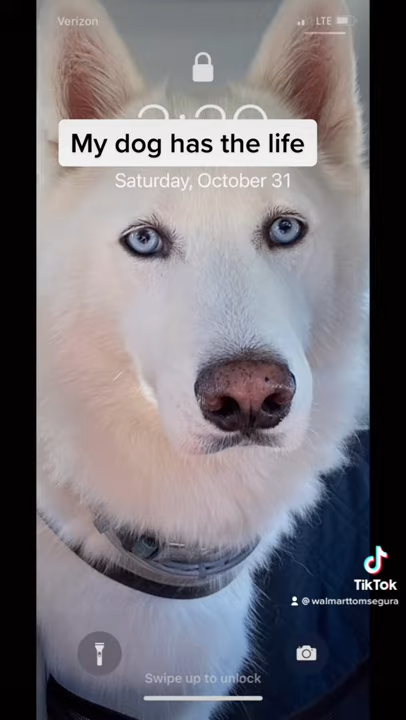 Verizon
LTE
My dog has the life
Saturday, October 31
TikTok
@walmarttomsegura
Swipe up to unlock